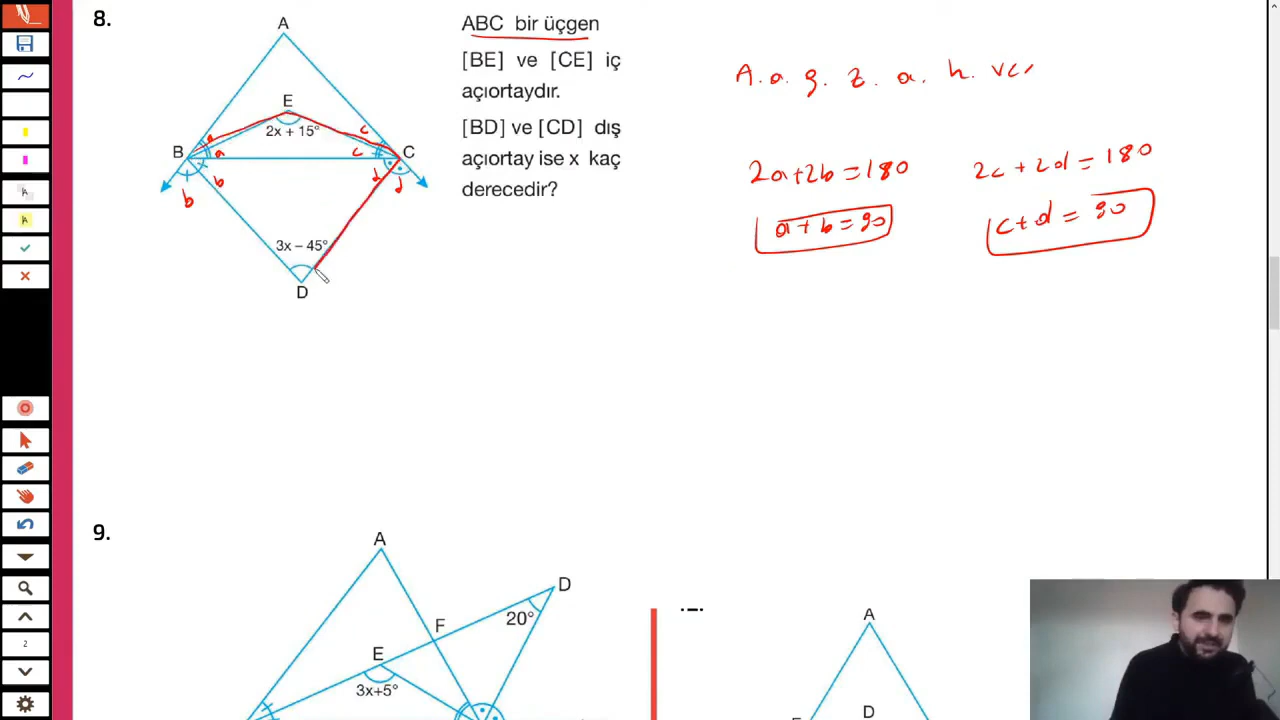 8.
A
E
2x + 15°
B
C
a
a
c
c
b
b
d
d
3x – 45°
D
ABC bir üçgen
[BE] ve [CE] iç
açıortaydır.
[BD] ve [CD] dış
açıortay ise x kaç
derecedir?
A. a. g. z. a. h. ve
2a+2b=180
2c+2d=180
a+b=90
c+d=90
9.
A
D
20°
F
E
3x+5°
A
D
2